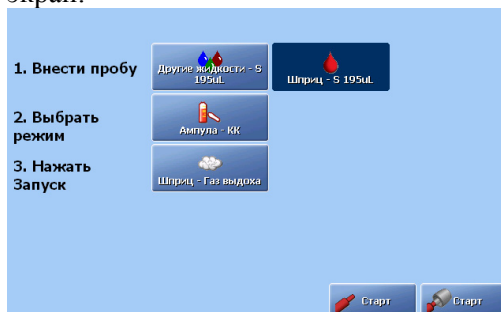 экран:
1. Внести пробу
Другие жидкости - S
195uL
Шприц - S 195uL
2. Выбрать
режим
Ампула - КК
3. Нажать
Запуск
Шприц - Газ выдоха
Старт
Старт